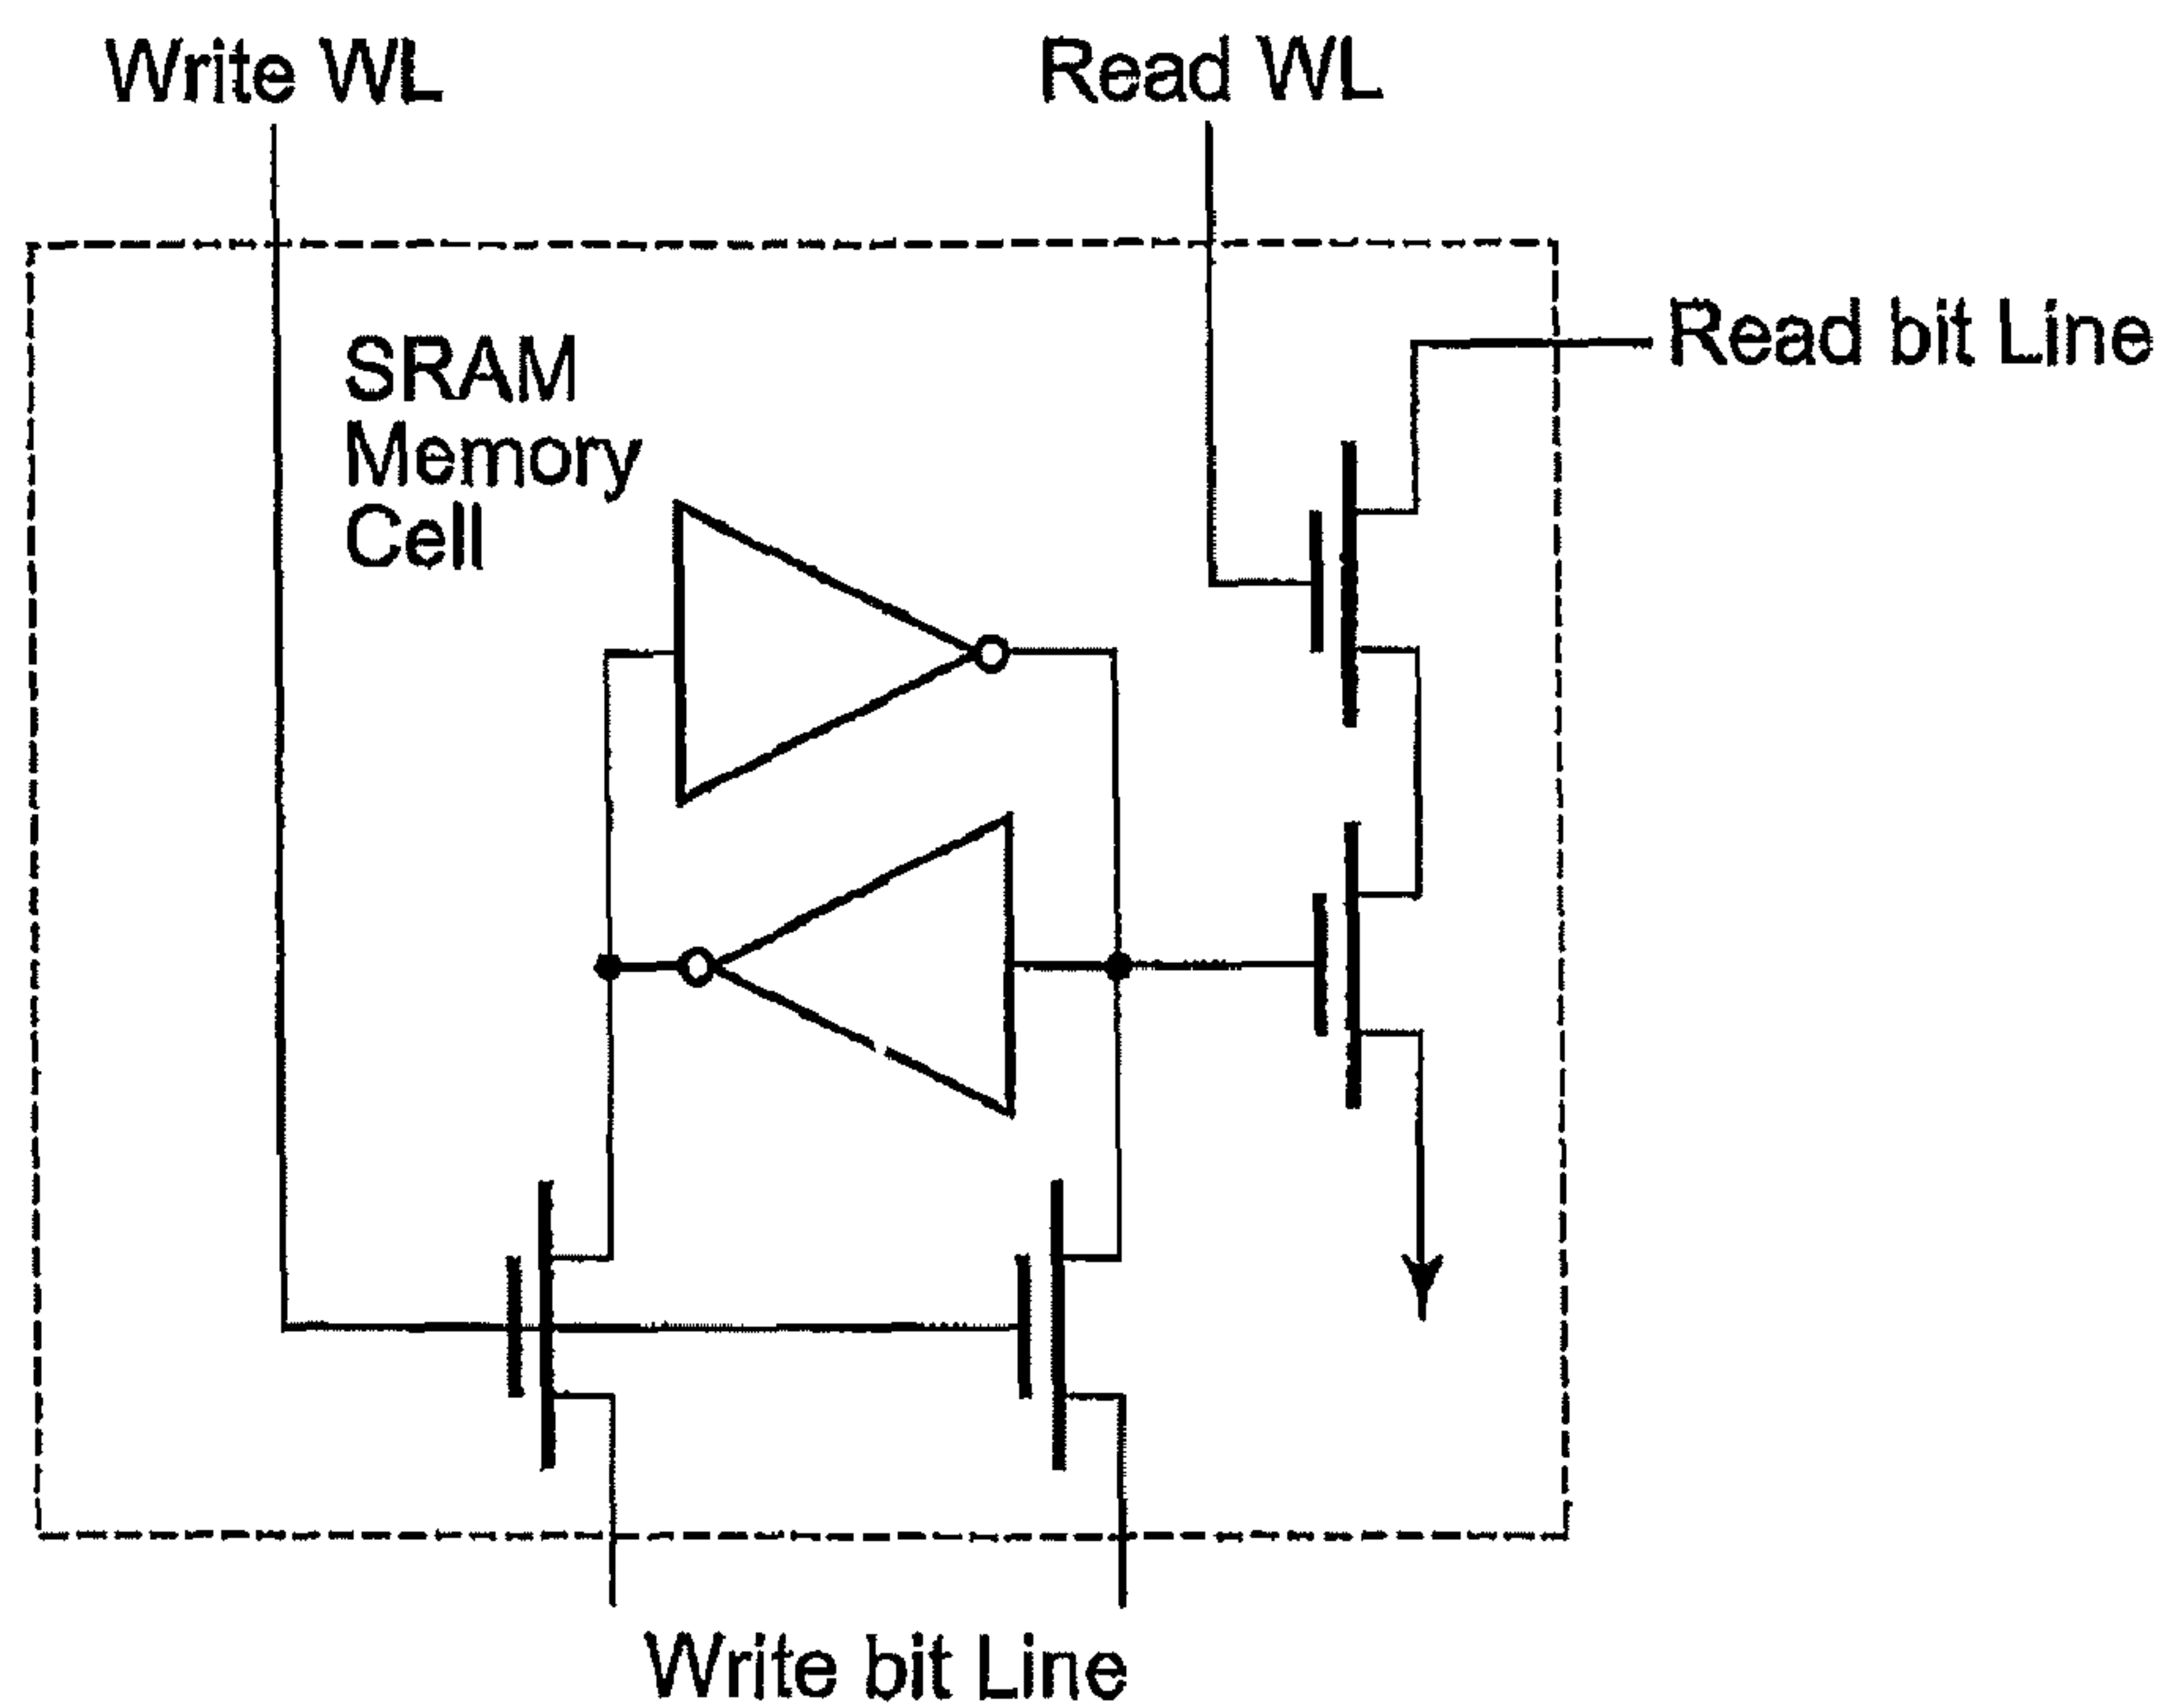 Write WL
Read WL
Read bit Line
SRAM
Memory
Cell
Write bit Line